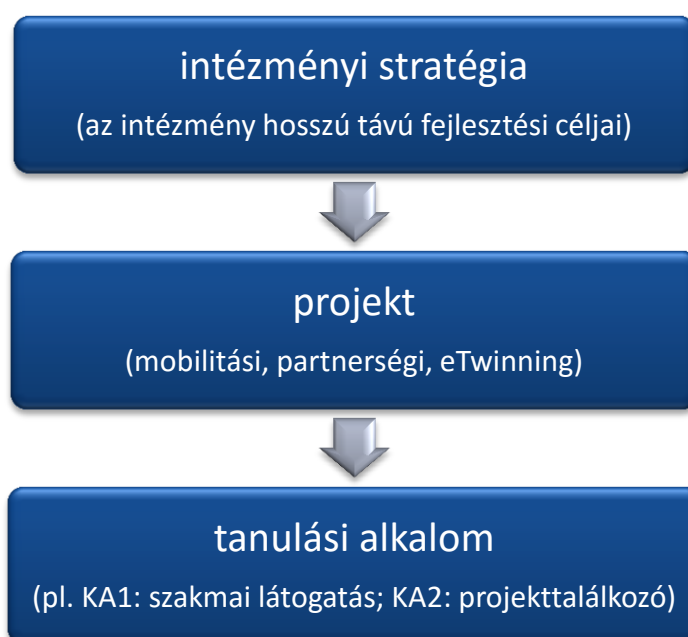 intézményi stratégia
(az intézmény hosszú távú fejlesztési céljai)
projekt
(mobilitási, partnerségi, eTwinning)
tanulási alkalom
(pl. KA1: szakmai látogatás; KA2: projekttalálkozó)